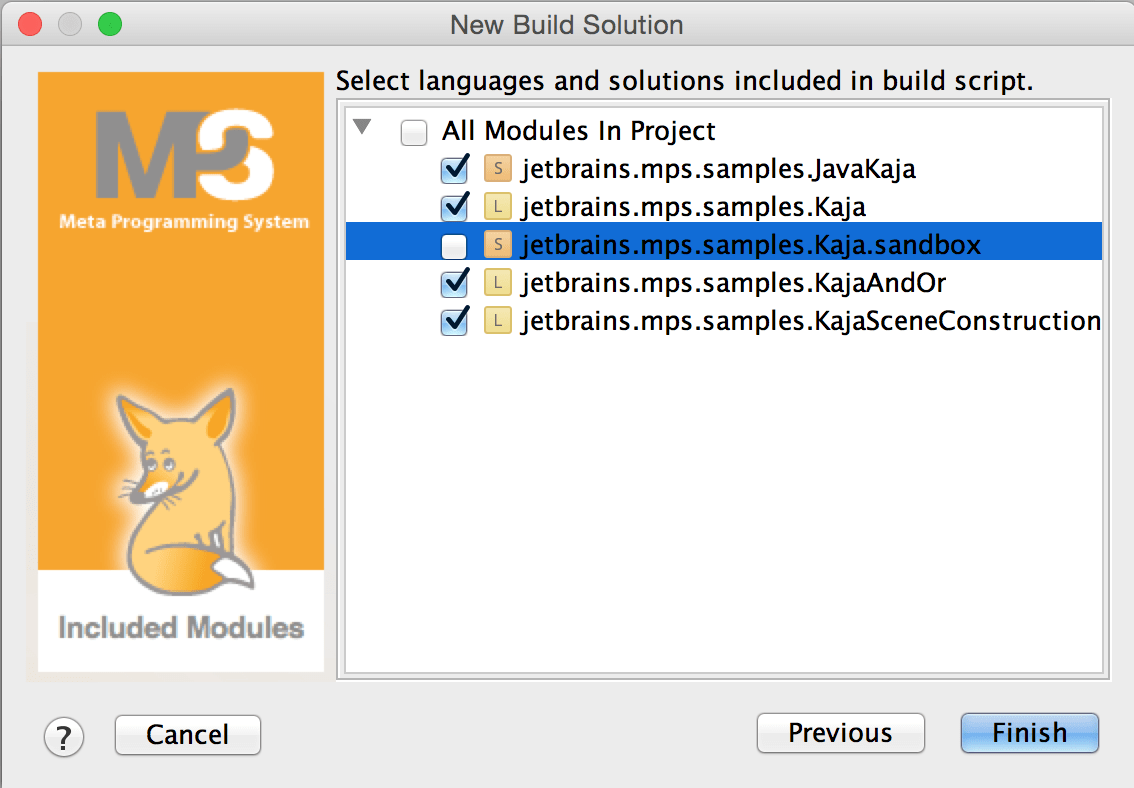 New Build Solution
MPS
Meta Programming System
Included Modules
Select languages and solutions included in build script.
All Modules In Project
S jetbrains.mps.samples.JavaKaja
L jetbrains.mps.samples.Kaja
S jetbrains.mps.samples.Kaja.sandbox
L jetbrains.mps.samples.KajaAndOr
L jetbrains.mps.samples.KajaSceneConstruction
? Cancel Previous Finish